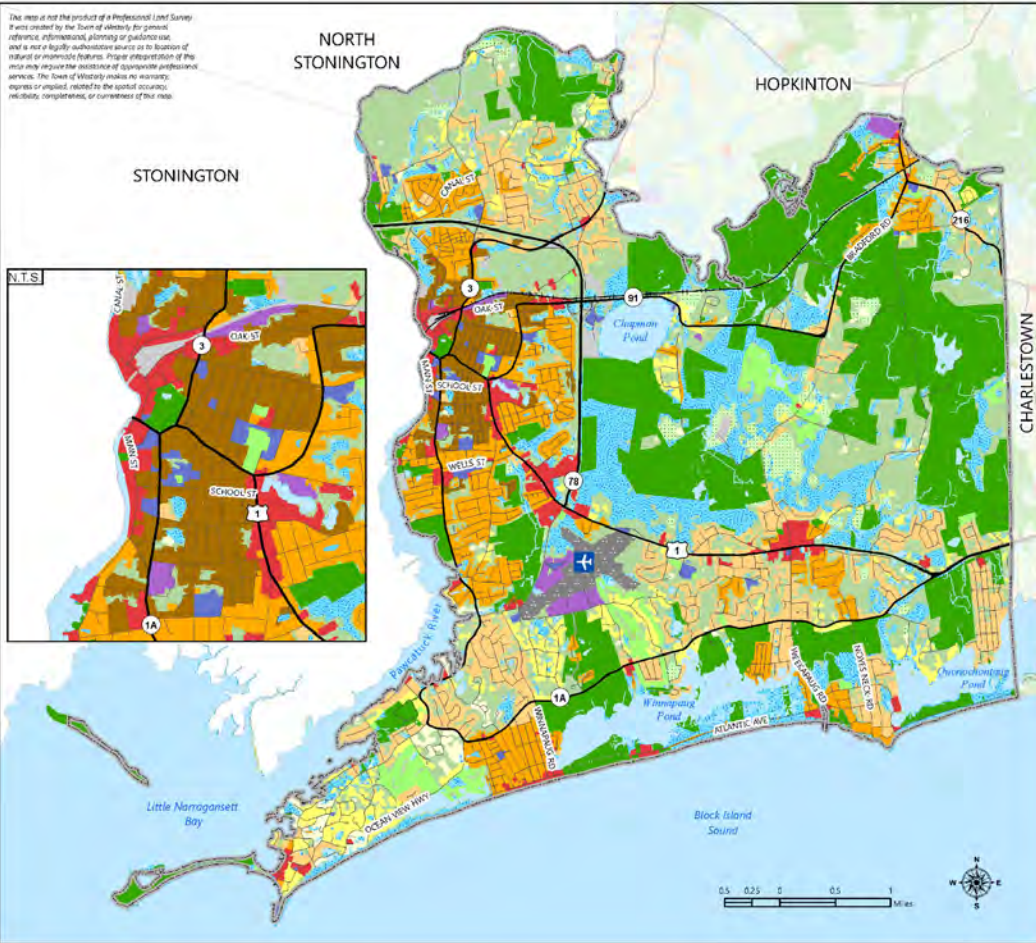 This map is not the product of a Professional Land Survey.
It was created by the Town of Westerly for general
reference, informational, planning or guidance use,
and is not a legally authoritative source as to location of
natural or manmade features. Proper interpretation of this
map may require the assistance of appropriate professional
services. The Town of Westerly makes no warranty,
express or implied, related to the spatial accuracy,
reliability, completeness, or currentness of this map.
NORTH
STONINGTON
HOPKINTON
STONINGTON
CANAL ST
216
BRADFORD RD
N.T.S.
CANAL ST
3
OAK ST
91
Chapman
Pond
CHARLESTOWN
OAK ST
3
MAIN ST
SCHOOL ST
MAIN ST
WELLS ST
SCHOOL ST
78
1
1
1A
Pawcatuck River
WEEKAPAUG RD
NOYES NECK RD
Quonochontaug
Pond
1A
Winnapaug
Pond
WINNAPAUG RD
ATLANTIC AVE
Little Narragansett
Bay
OCEAN VIEW HWY
Block Island
Sound
N
W
E
S
0.5 0.25 0 0.5 1
Miles